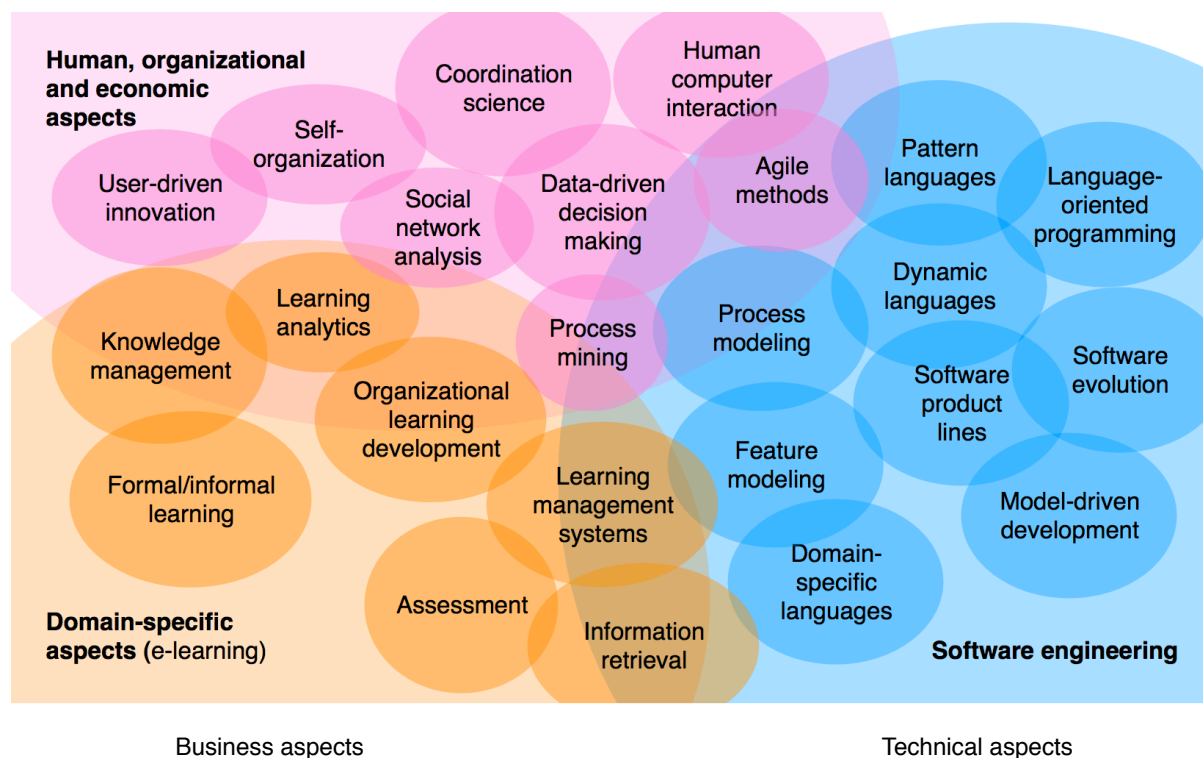 Human, organizational
and economic
aspects
Coordination
science
Human
computer
interaction
Self-
organization
User-driven
innovation
Social
network
analysis
Data-driven
decision
making
Agile
methods
Pattern
languages
Language-
oriented
programming
Dynamic
languages
Learning
analytics
Knowledge
management
Process
mining
Process
modeling
Software
evolution
Software
product
lines
Organizational
learning
development
Feature
modeling
Formal/informal
learning
Learning
management
systems
Model-driven
development
Domain-
specific
languages
Assessment
Information
retrieval
Domain-specific
aspects (e-learning)
Software engineering
Business aspects
Technical aspects